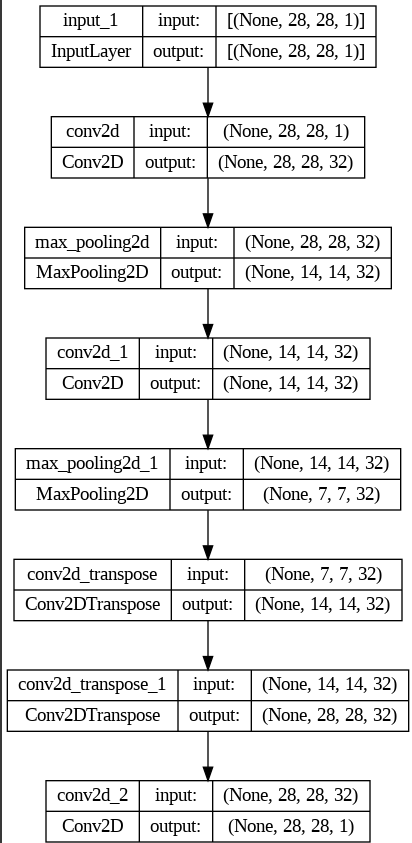 input_1 input: [(None, 28, 28, 1)]
InputLayer output: [(None, 28, 28, 1)]
conv2d input: (None, 28, 28, 1)
Conv2D output: (None, 28, 28, 32)
max_pooling2d input: (None, 28, 28, 32)
MaxPooling2D output: (None, 14, 14, 32)
conv2d_1 input: (None, 14, 14, 32)
Conv2D output: (None, 14, 14, 32)
max_pooling2d_1 input: (None, 14, 14, 32)
MaxPooling2D output: (None, 7, 7, 32)
conv2d_transpose input: (None, 7, 7, 32)
Conv2DTranspose output: (None, 14, 14, 32)
conv2d_transpose_1 input: (None, 14, 14, 32)
Conv2DTranspose output: (None, 28, 28, 32)
conv2d_2 input: (None, 28, 28, 32)
Conv2D output: (None, 28, 28, 1)